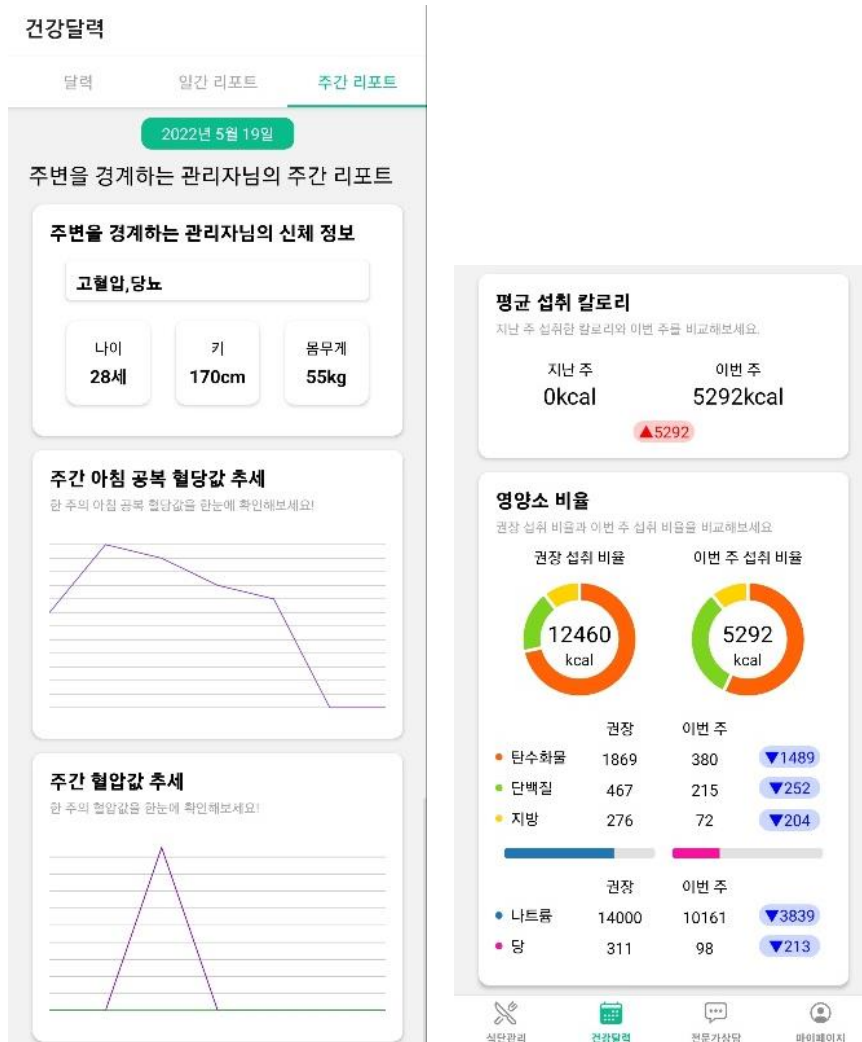 건강달력
달력 일간 리포트 주간 리포트
2022년 5월 19일
주변을 경계하는 관리자님의 주간 리포트
주변을 경계하는 관리자님의 신체 정보
고혈압,당뇨
나이 키 몸무게
28세 170cm 55kg
주간 아침 공복 혈당값 추세
한 주의 아침 공복 혈당값을 한눈에 확인해보세요!
주간 혈압값 추세
한 주의 혈압값을 한눈에 확인해보세요!
평균 섭취 칼로리
지난 주 섭취한 칼로리와 이번 주를 비교해보세요.
지난 주 이번 주
0kcal 5292kcal
▲5292
영양소 비율
권장 섭취 비율과 이번 주 섭취 비율을 비교해보세요
권장 섭취 비율 이번 주 섭취 비율
12460 5292
kcal kcal
권장 이번 주
탄수화물 1869 380 ▼1489
단백질 467 215 ▼252
지방 276 72 ▼204
권장 이번 주
나트륨 14000 10161 ▼3839
당 311 98 ▼213
식단관리 건강달력 전문가상담 마이페이지